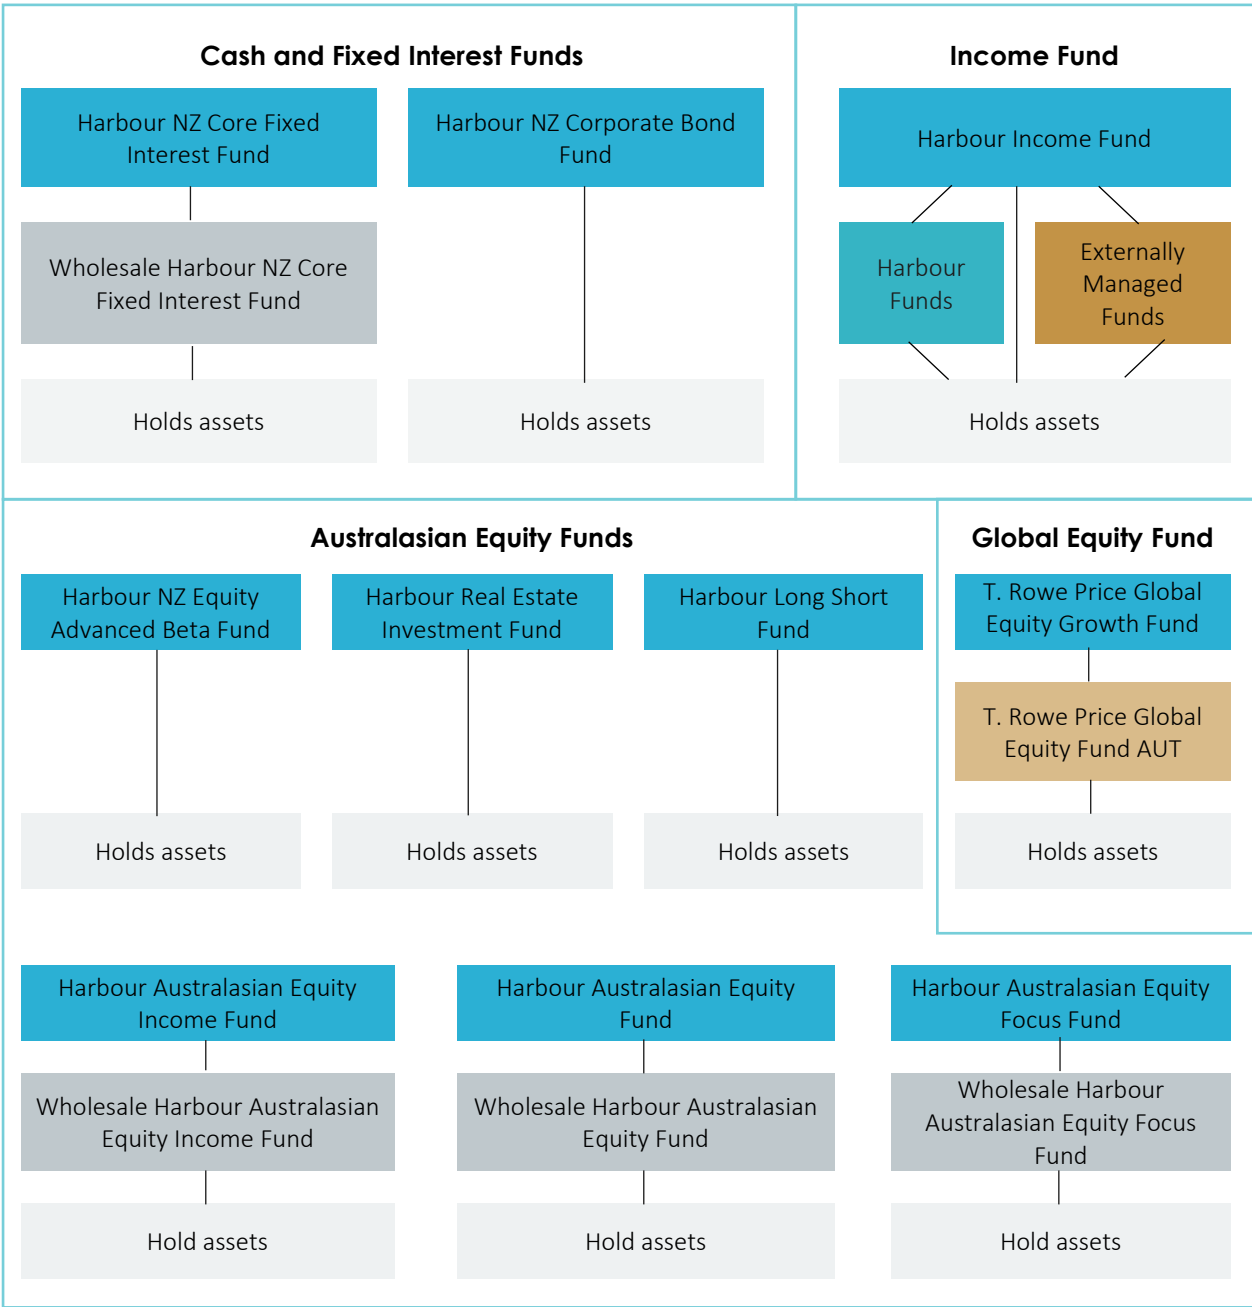 Cash and Fixed Interest Funds
Harbour NZ Core Fixed
Interest Fund
Harbour NZ Corporate Bond
Fund
Wholesale Harbour NZ Core
Fixed Interest Fund
Holds assets
Holds assets
Income Fund
Harbour Income Fund
Harbour
Funds
Externally
Managed
Funds
Holds assets
Australasian Equity Funds
Harbour NZ Equity
Advanced Beta Fund
Harbour Real Estate
Investment Fund
Harbour Long Short
Fund
Holds assets
Holds assets
Holds assets
Global Equity Fund
T. Rowe Price Global
Equity Growth Fund
T. Rowe Price Global
Equity Fund AUT
Holds assets
Harbour Australasian Equity
Income Fund
Harbour Australasian Equity
Fund
Harbour Australasian Equity
Focus Fund
Wholesale Harbour Australasian
Equity Income Fund
Wholesale Harbour Australasian
Equity Fund
Wholesale Harbour
Australasian Equity Focus
Fund
Hold assets
Hold assets
Hold assets